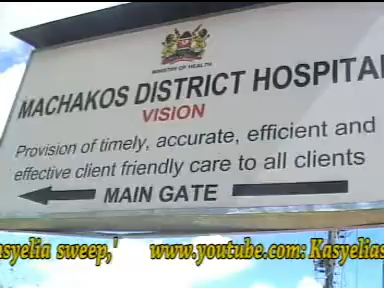 MINISTRY OF HEALTH
MACHAKOS DISTRICT HOSPITAL
VISION
Provision of timely, accurate, efficient and
effective client friendly care to all clients
MAIN GATE
asyelia sweep,' www.youtube.com: Kasyelias